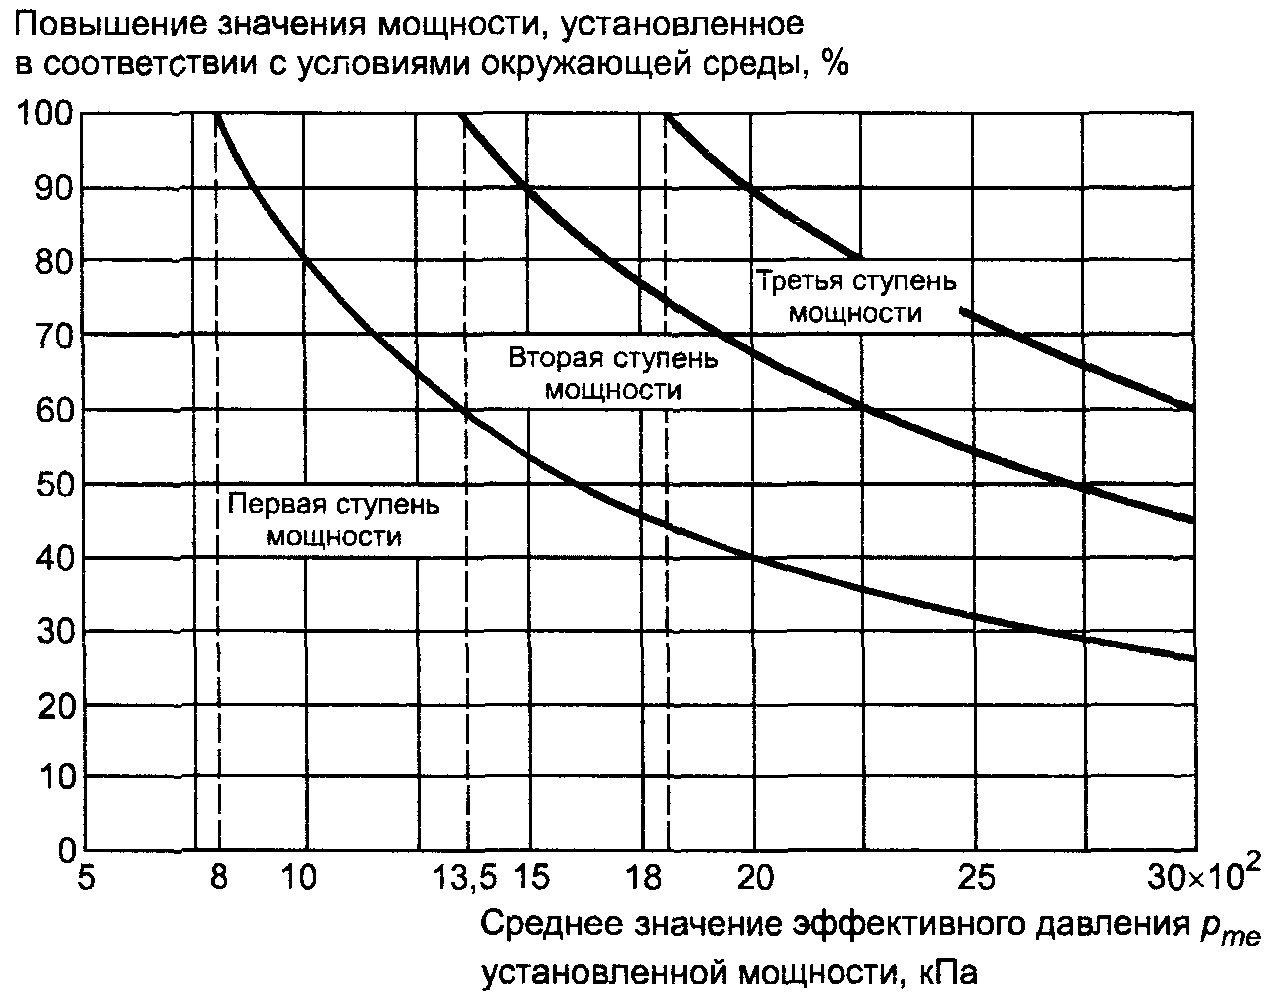 Повышение значения мощности, установленное
в соответствии с условиями окружающей среды, %
100
90
80
70
60
50
40
30
20
10
0
Третья ступень
мощности
Вторая ступень
мощности
Первая ступень
мощности
5 8 10 13,5 15 18 20 25 30×10²
Среднее значение эффективного давления pme
установленной мощности, кПа